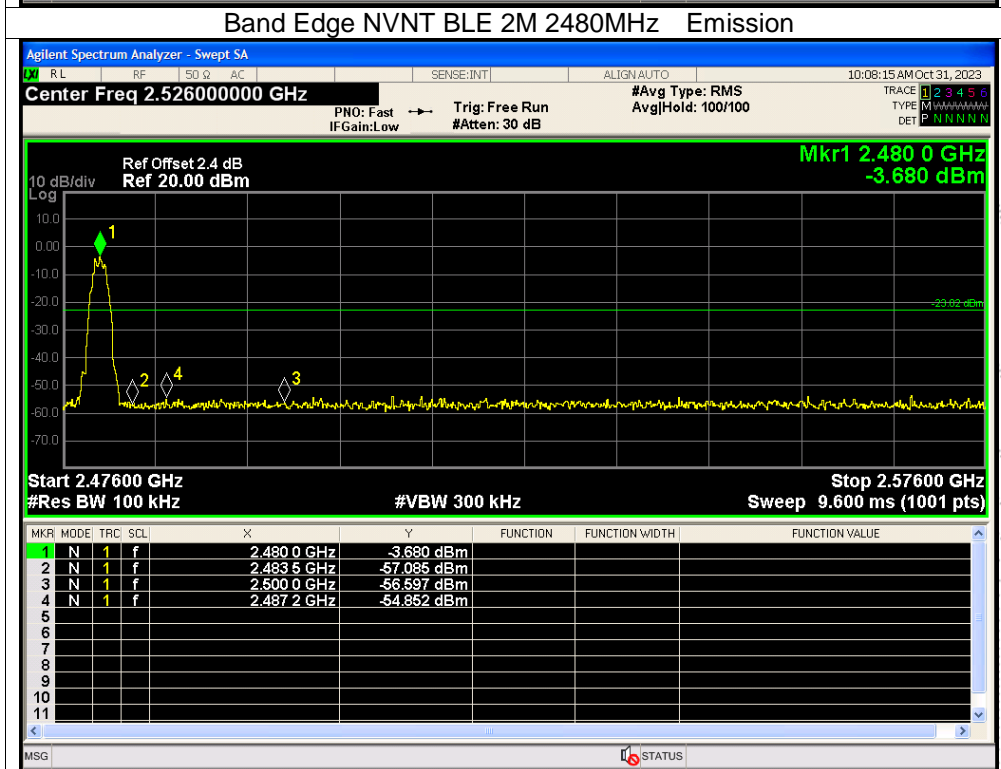 Band Edge NVNT BLE 2M 2480MHz Emission
Agilent Spectrum Analyzer - Swept SA
LXI RL RF 50 Ω AC SENSE:INT ALIGN AUTO 10:08:15 AM Oct 31, 2023
Center Freq 2.526000000 GHz #Avg Type: RMS TRACE 1 2 3 4 5 6
PNO: Fast Trig: Free Run Avg|Hold: 100/100 TYPE M WWWWW
IFGain:Low #Atten: 30 dB DET P N N N N N
Mkr1 2.480 0 GHz
Ref Offset 2.4 dB
10 dB/div Ref 20.00 dBm -3.680 dBm
Log
10.0
1
0.00
-10.0
-20.0
-23.02 dBm
-30.0
-40.0
2 4 3
-50.0
-60.0
-70.0
Start 2.47600 GHz Stop 2.57600 GHz
#Res BW 100 kHz #VBW 300 kHz Sweep 9.600 ms (1001 pts)
MKR MODE TRC SCL X Y FUNCTION FUNCTION WIDTH FUNCTION VALUE
1 N 1 f 2.480 0 GHz -3.680 dBm
2 N 1 f 2.483 5 GHz -57.085 dBm
3 N 1 f 2.500 0 GHz -56.597 dBm
4 N 1 f 2.487 2 GHz -54.852 dBm
5
6
7
8
9
10
11
MSG STATUS